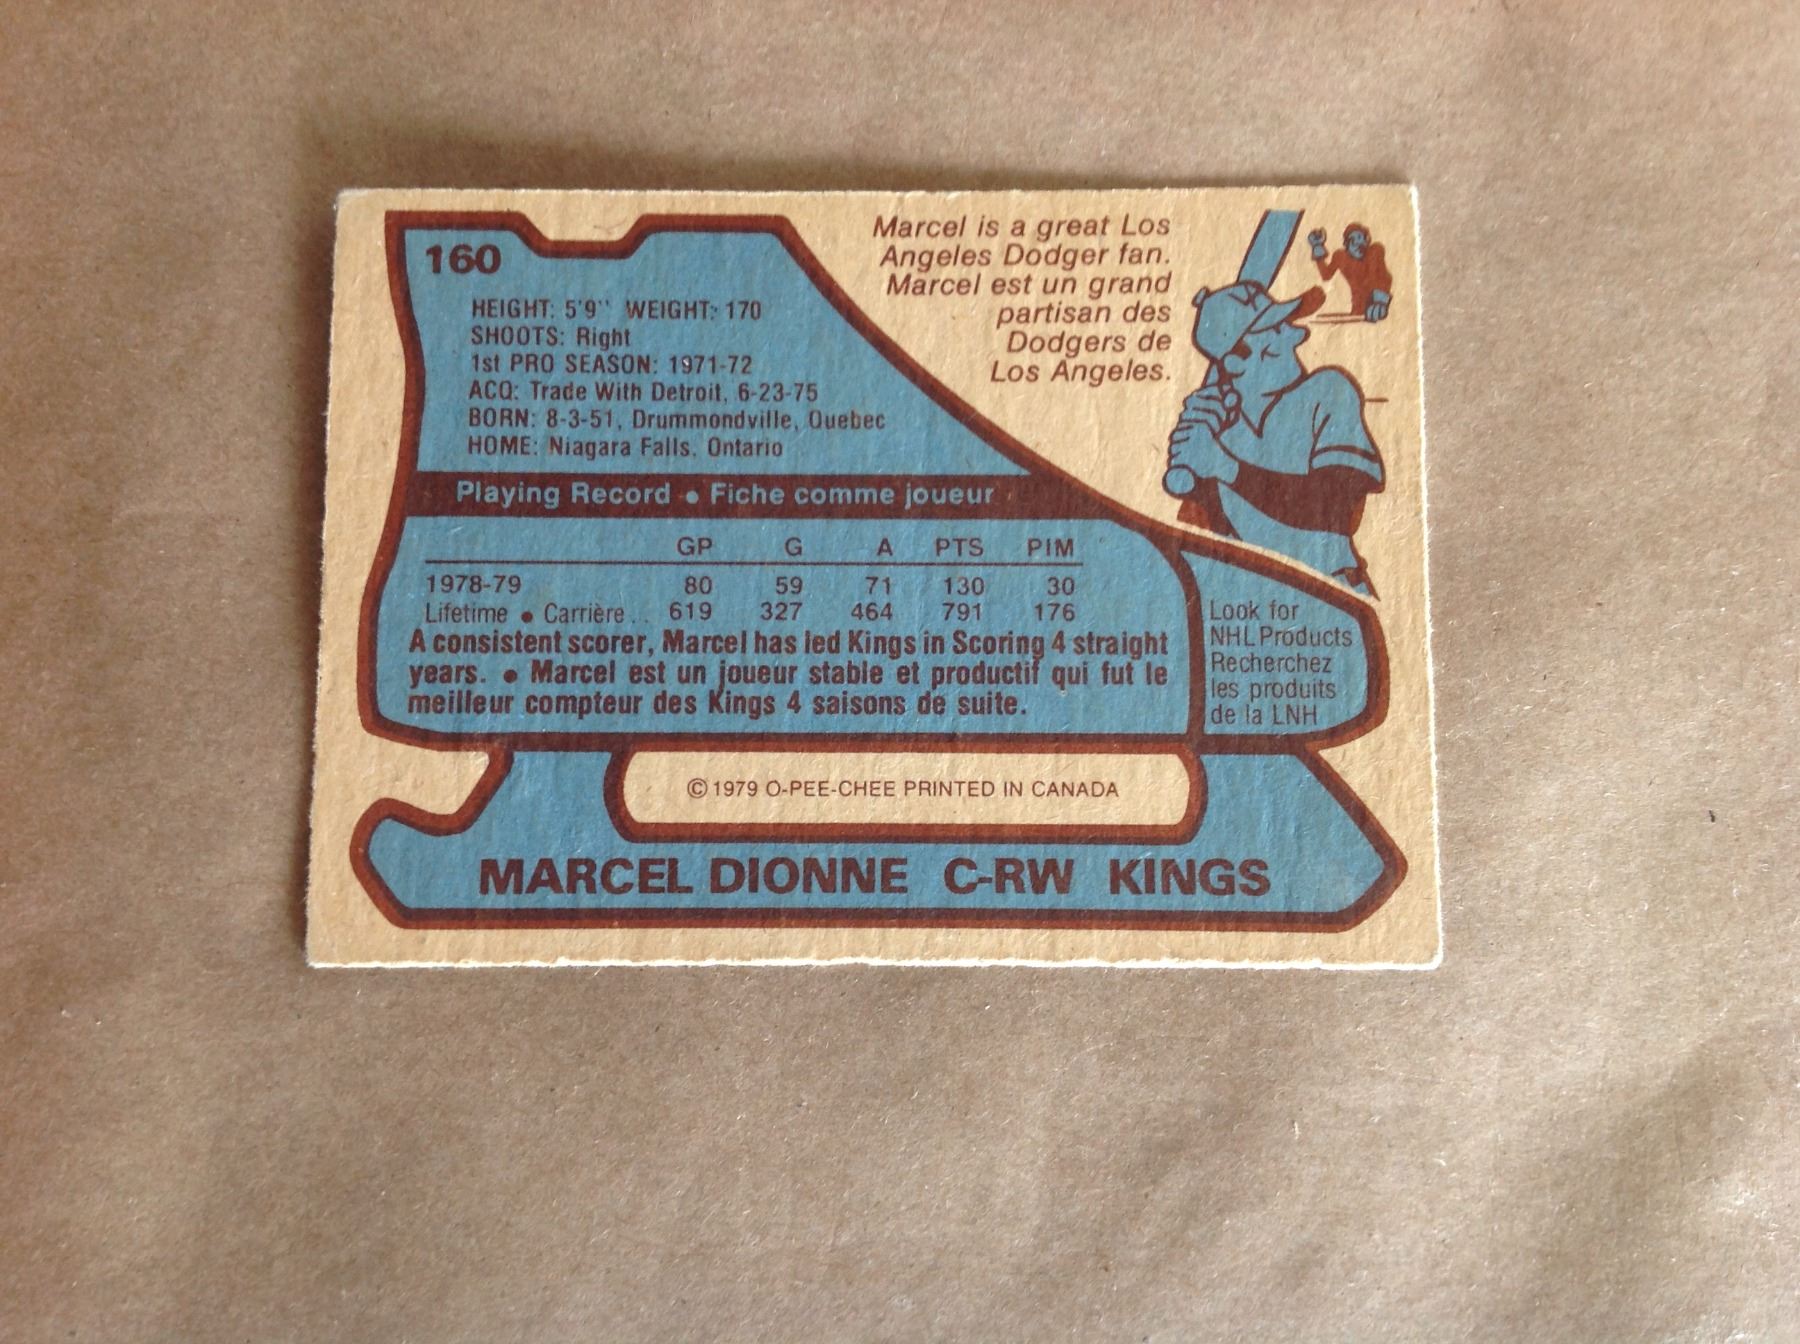 160
Marcel is a great Los
Angeles Dodger fan.
Marcel est un grand
partisan des
Dodgers de
Los Angeles.
HEIGHT: 5'9" WEIGHT: 170
SHOOTS: Right
1st PRO SEASON: 1971-72
ACQ: Trade With Detroit, 6-23-75
BORN: 8-3-51, Drummondville, Quebec
HOME: Niagara Falls, Ontario
Playing Record • Fiche comme joueur
GP G A PTS PIM
1978-79 80 59 71 130 30
Lifetime • Carrière .. 619 327 464 791 176
A consistent scorer, Marcel has led Kings in Scoring 4 straight
years. • Marcel est un joueur stable et productif qui fut le
meilleur compteur des Kings 4 saisons de suite.
Look for
NHL Products
Recherchez
les produits
de la LNH
© 1979 O-PEE-CHEE PRINTED IN CANADA
MARCEL DIONNE C-RW KINGS